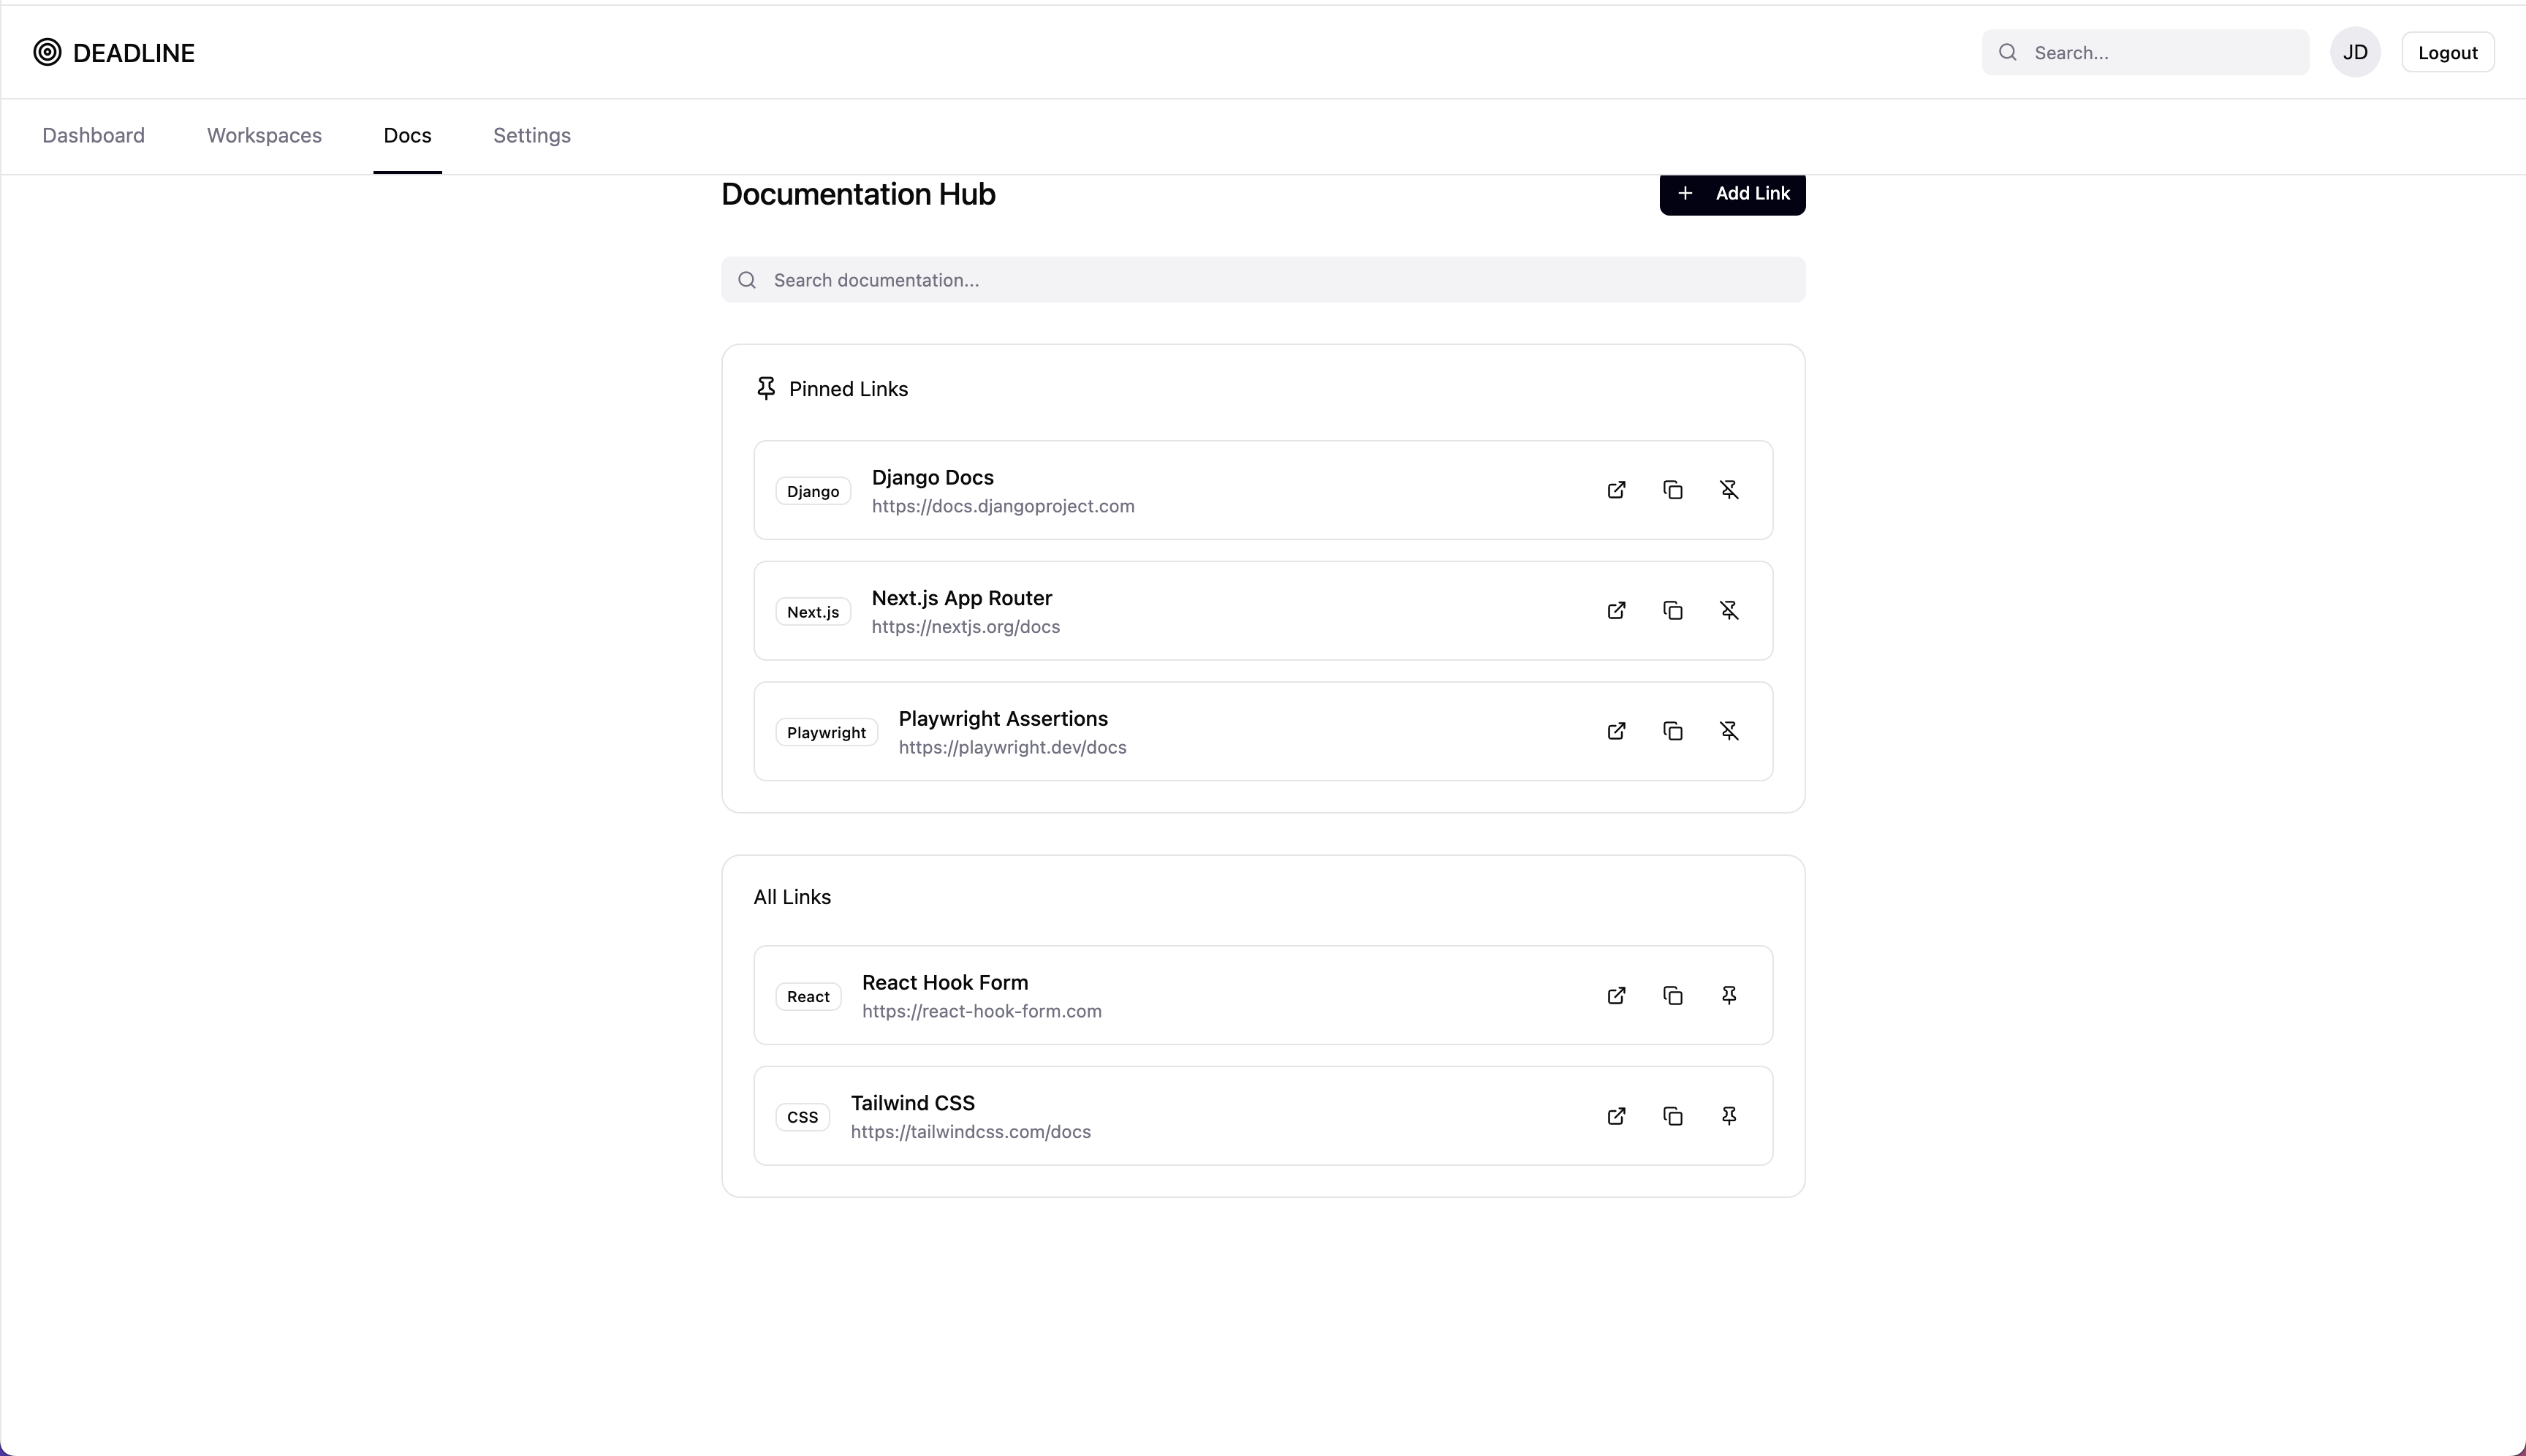 DEADLINE
Search...
JD
Logout
Dashboard
Workspaces
Docs
Settings
Documentation Hub
Add Link
Search documentation...
Pinned Links
Django
Django Docs
https://docs.djangoproject.com
Next.js
Next.js App Router
https://nextjs.org/docs
Playwright
Playwright Assertions
https://playwright.dev/docs
All Links
React
React Hook Form
https://react-hook-form.com
CSS
Tailwind CSS
https://tailwindcss.com/docs